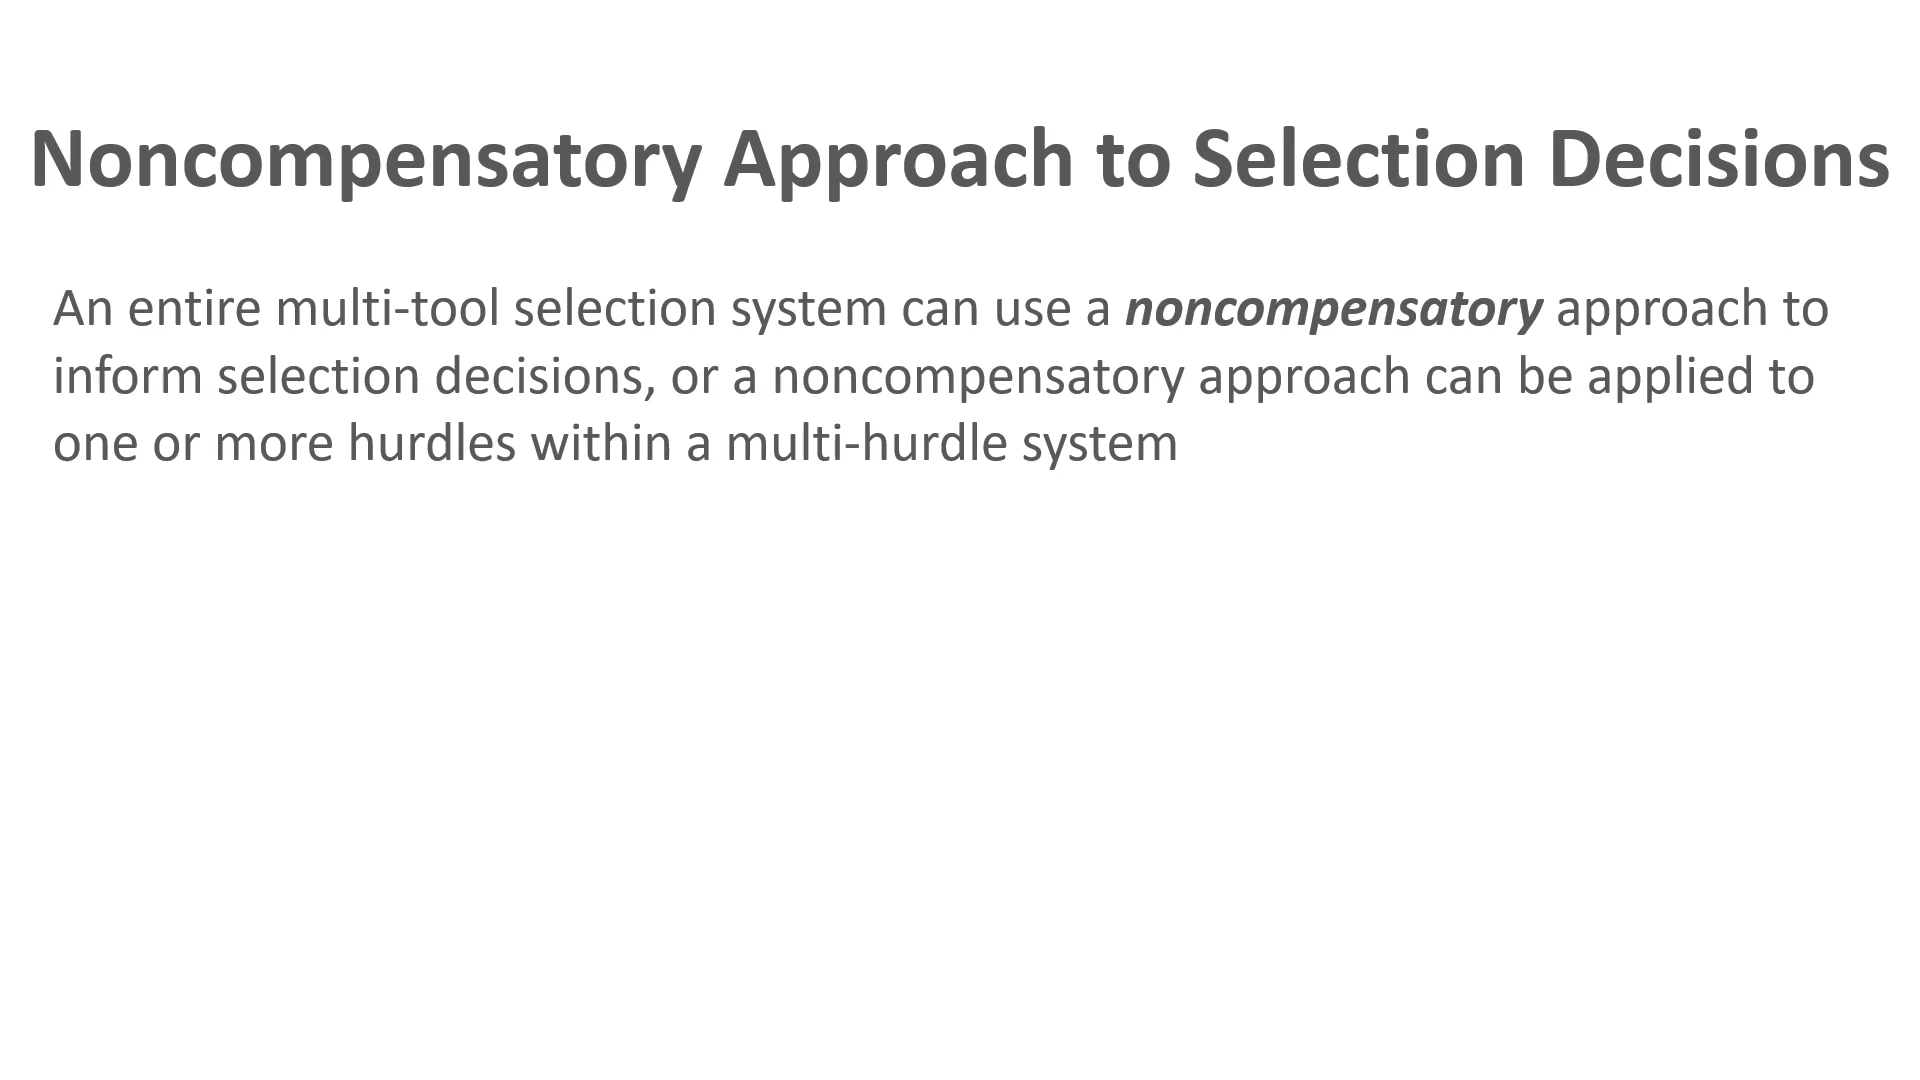 Noncompensatory Approach to Selection Decisions
An entire multi-tool selection system can use a noncompensatory approach to
inform selection decisions, or a noncompensatory approach can be applied to
one or more hurdles within a multi-hurdle system